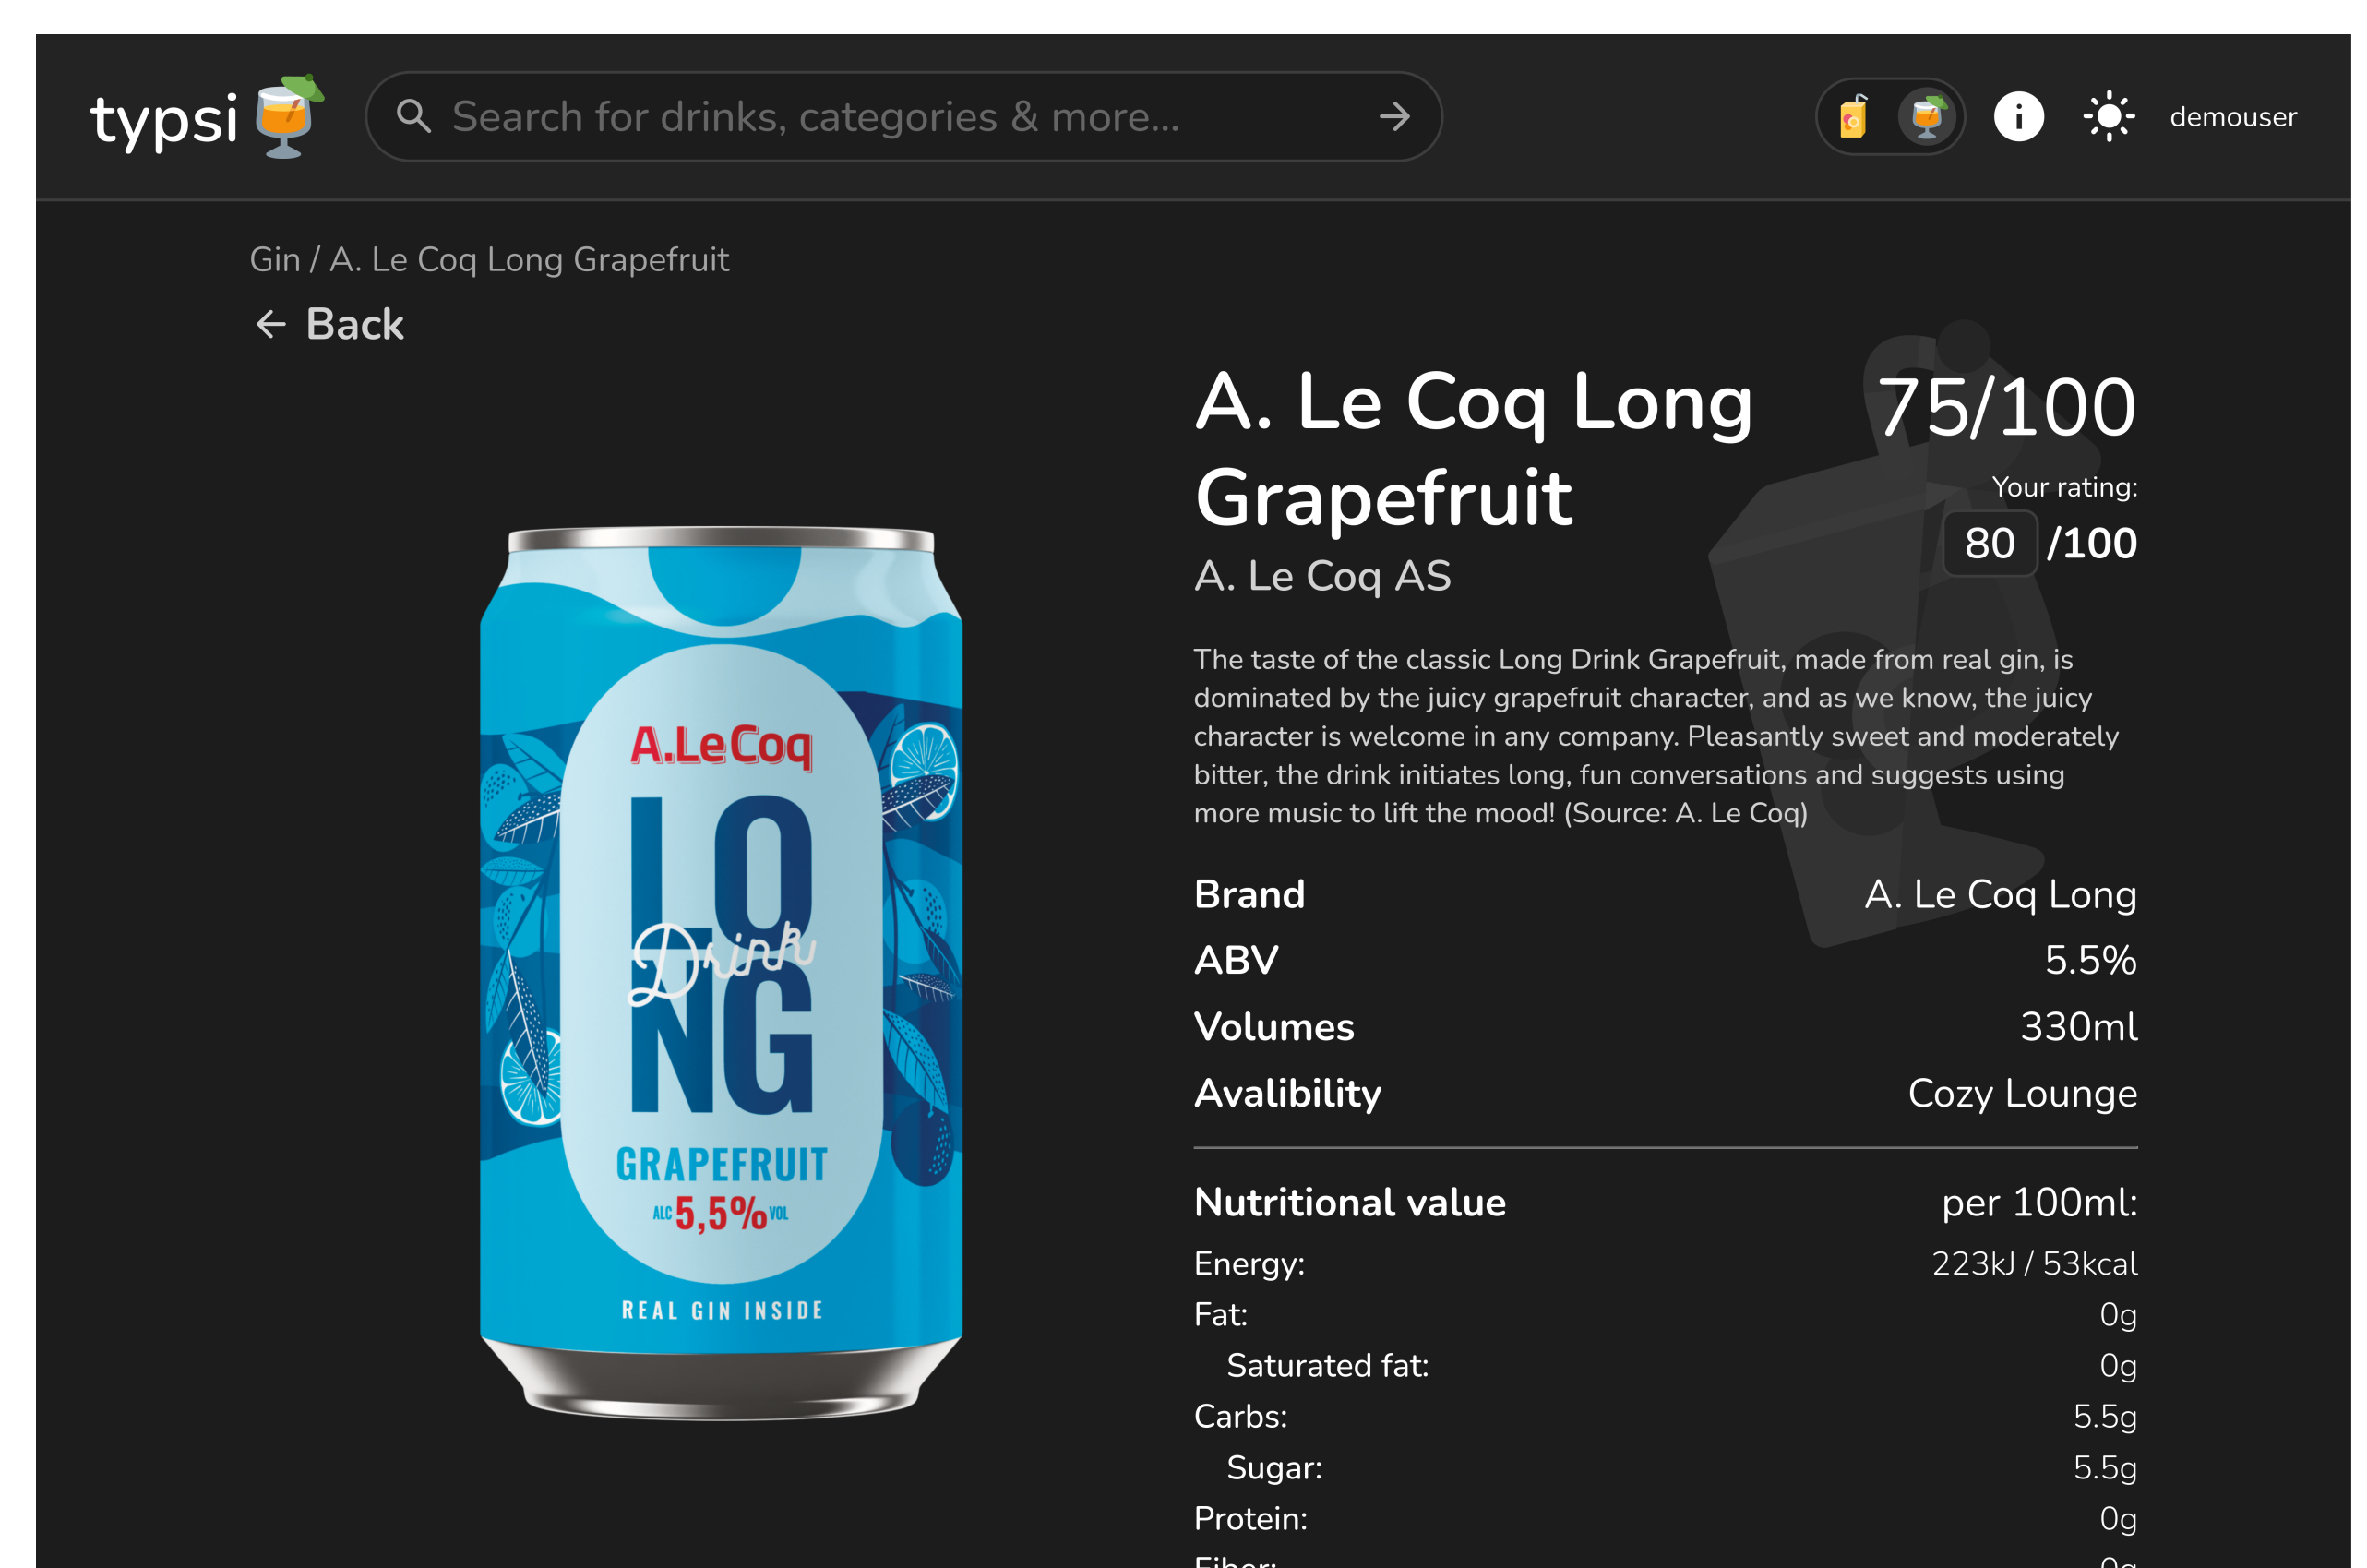 typsi
Search for drinks, categories & more...
demouser
Gin / A. Le Coq Long Grapefruit
Back
A. Le Coq Long
Grapefruit
75/100
Your rating:
80 /100
A. Le Coq AS
The taste of the classic Long Drink Grapefruit, made from real gin, is
dominated by the juicy grapefruit character, and as we know, the juicy
character is welcome in any company. Pleasantly sweet and moderately
bitter, the drink initiates long, fun conversations and suggests using
more music to lift the mood! (Source: A. Le Coq)
Brand A. Le Coq Long
ABV 5.5%
Volumes 330ml
Avalibility Cozy Lounge
Nutritional value per 100ml:
Energy: 223kJ / 53kcal
Fat: 0g
Saturated fat: 0g
Carbs: 5.5g
Sugar: 5.5g
Protein: 0g
Fiber: 0g
A.Le Coq
LO
Drink
NG
GRAPEFRUIT
ALC 5,5% VOL
REAL GIN INSIDE